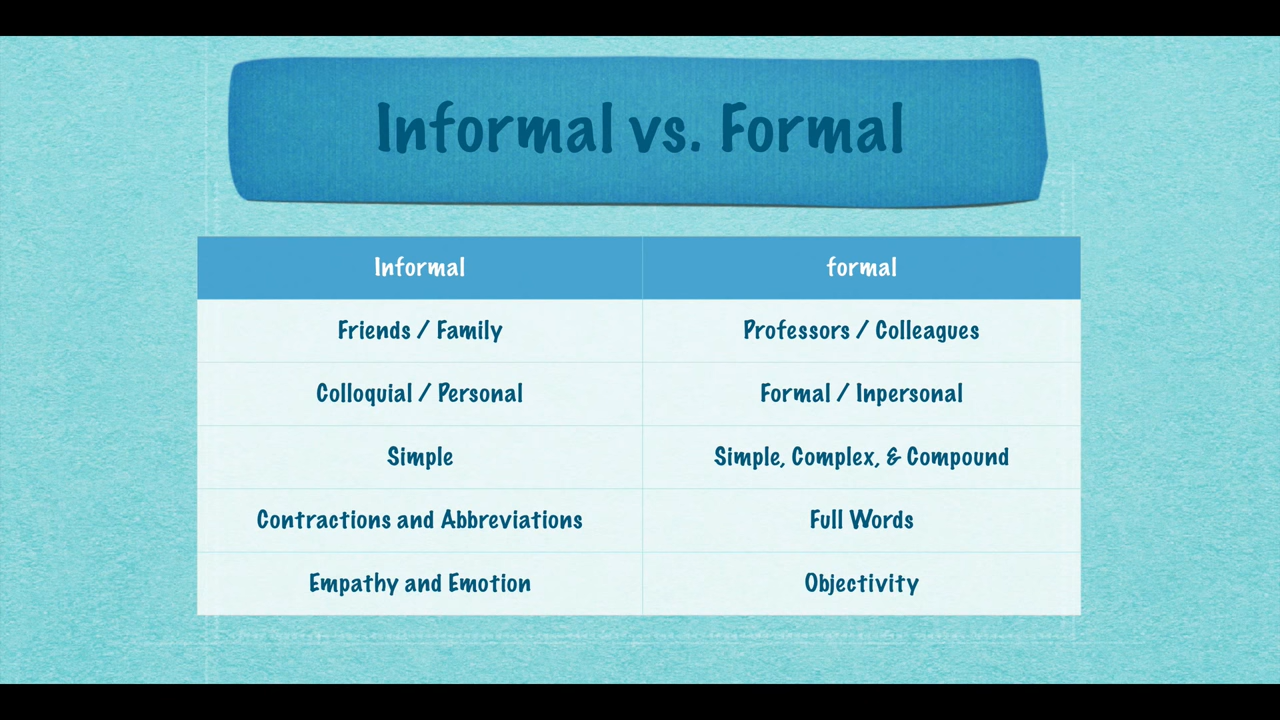 Informal vs. Formal
Informal formal
Friends / Family Professors / Colleagues
Colloquial / Personal Formal / Inpersonal
Simple Simple, Complex, & Compound
Contractions and Abbreviations Full Words
Empathy and Emotion Objectivity